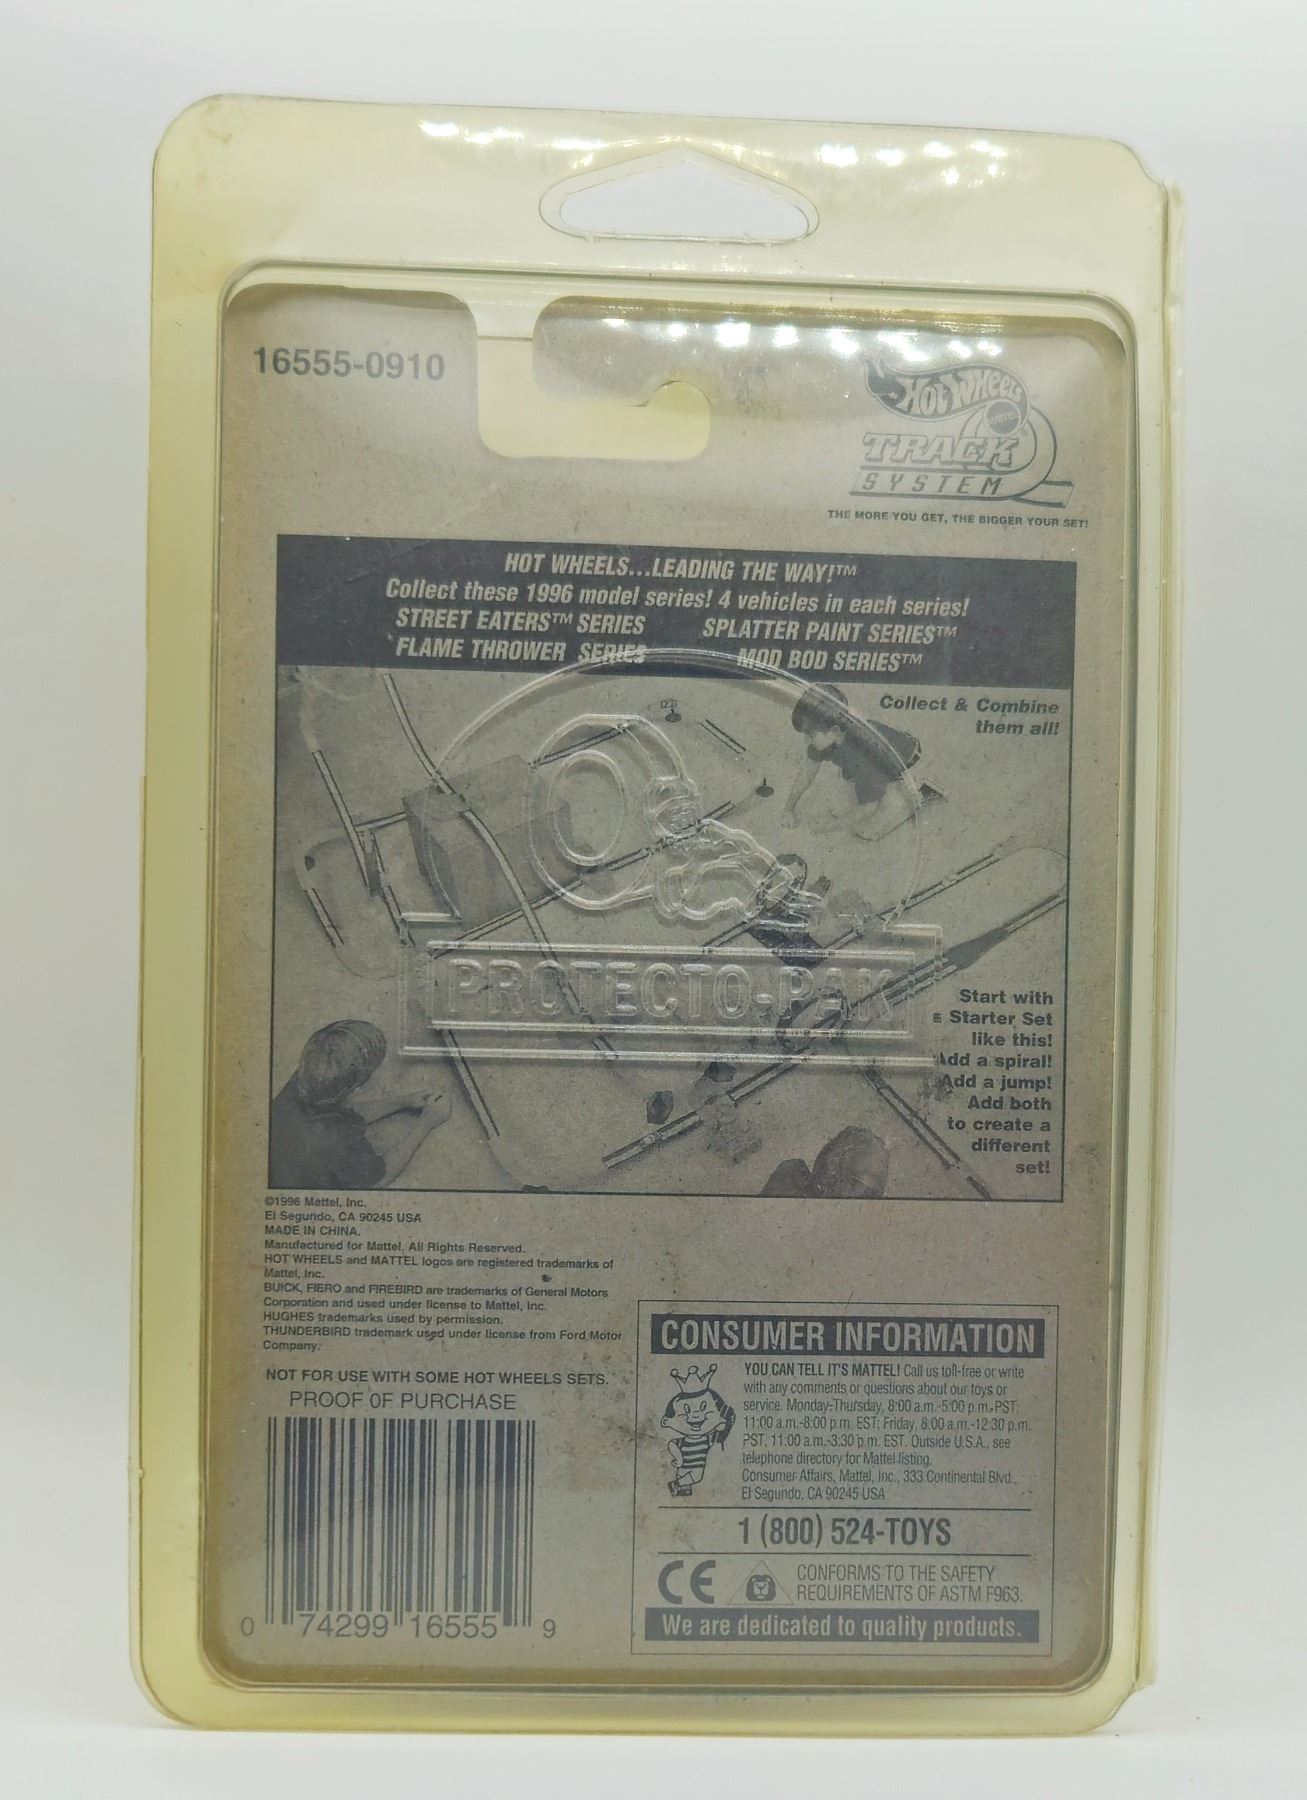 16555-0910
HOT WHEELS
MATTEL
TRACK
SYSTEM
THE MORE YOU GET, THE BIGGER YOUR SET!
HOT WHEELS...LEADING THE WAY!™
Collect these 1996 model series! 4 vehicles in each series!
STREET EATERS™ SERIES SPLATTER PAINT SERIES™
FLAME THROWER SERIES MOD BOD SERIES™
Collect & Combine
them all!
PROTECTO-PAK
Start with
a Starter Set
like this!
Add a spiral!
Add a jump!
Add both
to create a
different
set!
©1996 Mattel, Inc.
El Segundo, CA 90245 USA
MADE IN CHINA.
Manufactured for Mattel. All Rights Reserved.
HOT WHEELS and MATTEL logos are registered trademarks of
Mattel, Inc.
BUICK, FIERO and FIREBIRD are trademarks of General Motors
Corporation and used under license to Mattel, Inc.
HUGHES trademarks used by permission.
THUNDERBIRD trademark used under license from Ford Motor
Company.
NOT FOR USE WITH SOME HOT WHEELS SETS.
PROOF OF PURCHASE
0 74299 16555 9
CONSUMER INFORMATION
YOU CAN TELL IT'S MATTEL! Call us toll-free or write
with any comments or questions about our toys or
service. Monday-Thursday, 8:00 a.m.-5:00 p.m. PST;
11:00 a.m.-8:00 p.m. EST; Friday, 8:00 a.m.-12:30 p.m.
PST, 11:00 a.m.-3:30 p.m. EST. Outside U.S.A., see
telephone directory for Mattel listing.
Consumer Affairs, Mattel, Inc., 333 Continental Blvd.,
El Segundo, CA 90245 USA
1 (800) 524-TOYS
CE
CONFORMS TO THE SAFETY
REQUIREMENTS OF ASTM F963.
We are dedicated to quality products.